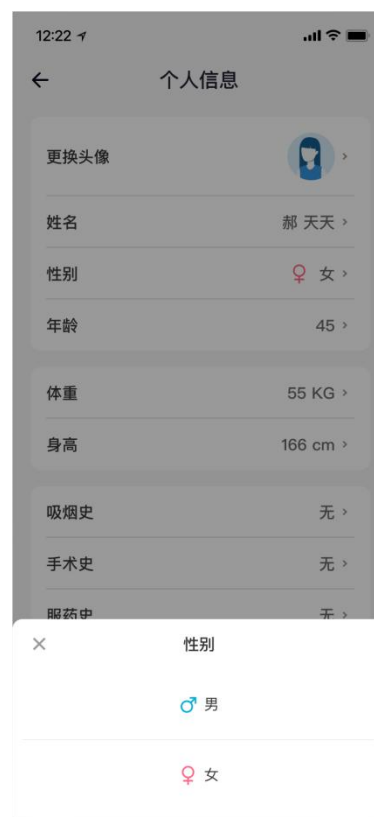 12:22
个人信息
更换头像
姓名 郝 天天
性别 女
年龄 45
体重 55 KG
身高 166 cm
吸烟史 无
手术史 无
服药史 无
性别
男
女